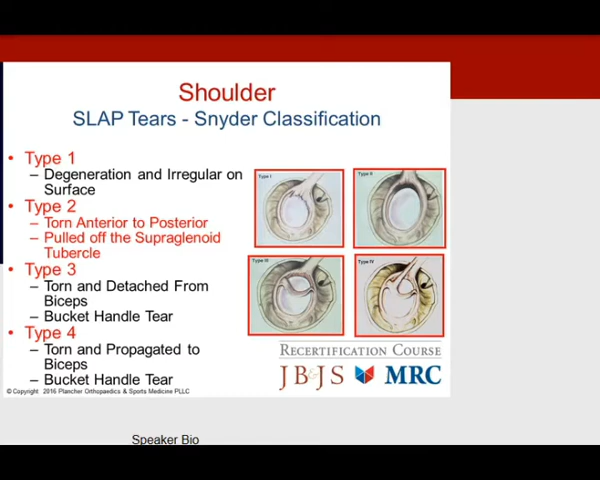 Shoulder
SLAP Tears - Snyder Classification
• Type 1
– Degeneration and Irregular on
Surface
• Type 2
– Torn Anterior to Posterior
– Pulled off the Supraglenoid
Tubercle
• Type 3
– Torn and Detached From
Biceps
– Bucket Handle Tear
• Type 4
– Torn and Propagated to
Biceps
– Bucket Handle Tear
Type I
Type II
Type III
Type IV
RECERTIFICATION COURSE
JB&JS MRC
© Copyright 2016 Plancher Orthopaedics & Sports Medicine PLLC
Speaker Bio